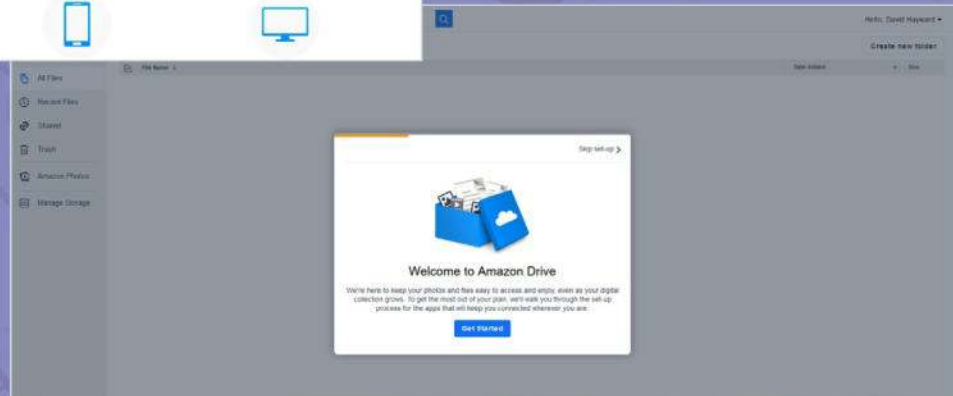 Hello, David Hayward
Create new folder
File Name
Date Added
Size
All Files
Recent Files
Shared
Trash
Amazon Photos
Manage Storage
Skip set-up
Welcome to Amazon Drive
We're here to keep your photos and files easy to access and enjoy, even as your digital
collection grows. To get the most out of your plan, we'll walk you through the set-up
process for the apps that will keep you connected wherever you are.
Get Started